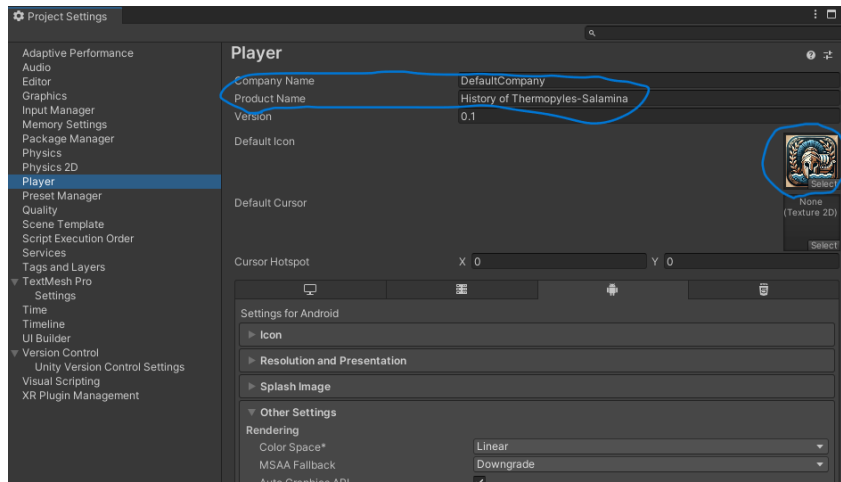 Project Settings
Adaptive Performance
Audio
Editor
Graphics
Input Manager
Memory Settings
Package Manager
Physics
Physics 2D
Player
Preset Manager
Quality
Scene Template
Script Execution Order
Services
Tags and Layers
TextMesh Pro
Settings
Time
Timeline
UI Builder
Version Control
Unity Version Control Settings
Visual Scripting
XR Plugin Management
Player
Company Name DefaultCompany
Product Name History of Thermopyles-Salamina
Version 0.1
Default Icon
Select
Default Cursor
None
(Texture 2D)
Select
Cursor Hotspot X 0 Y 0
Settings for Android
Icon
Resolution and Presentation
Splash Image
Other Settings
Rendering
Color Space* Linear
MSAA Fallback Downgrade
Auto Graphics API